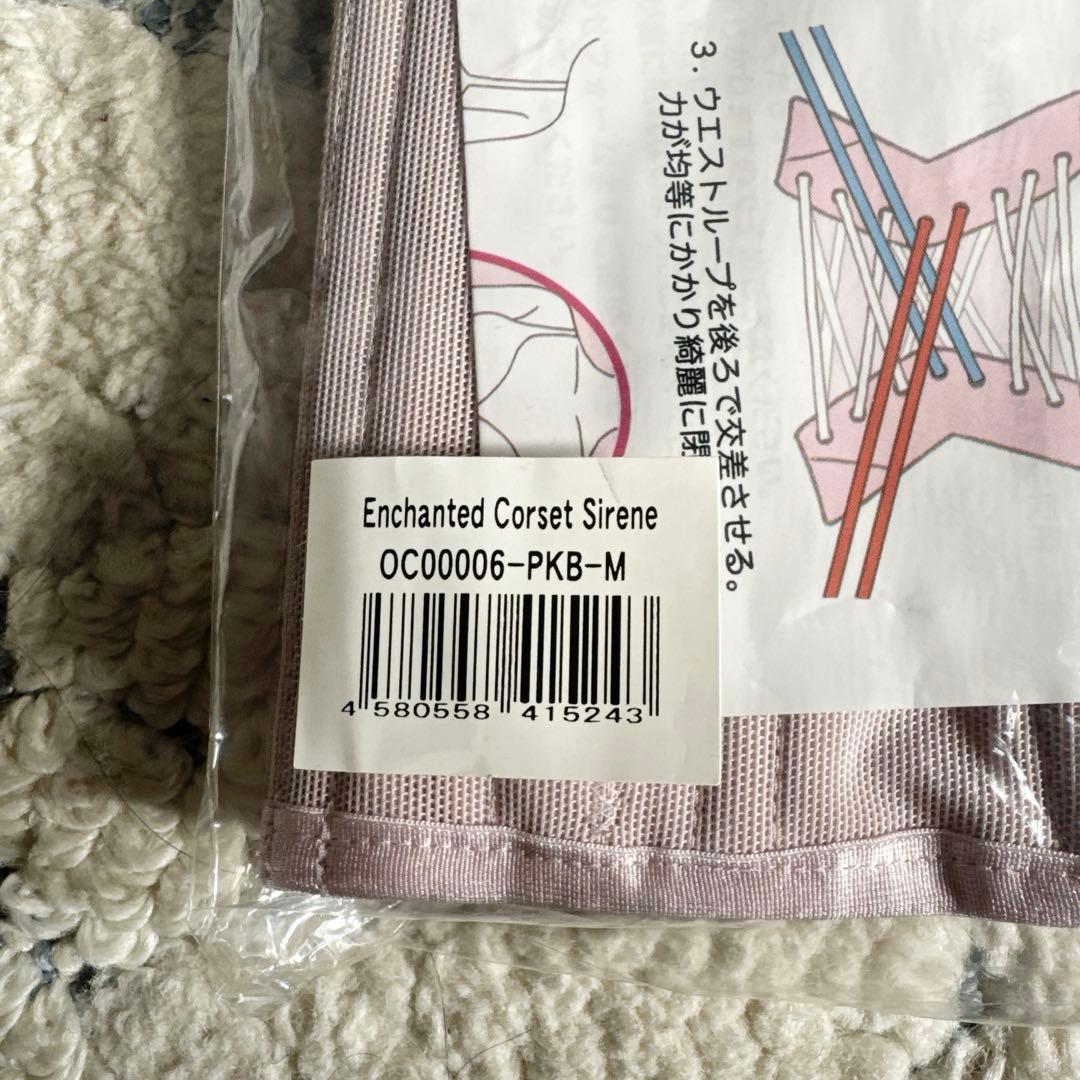 3. ウエストループを後ろで交差させる。
力が均等にかかり綺麗に閉
Enchanted Corset Sirene
OC00006-PKB-M
4 580558 415243